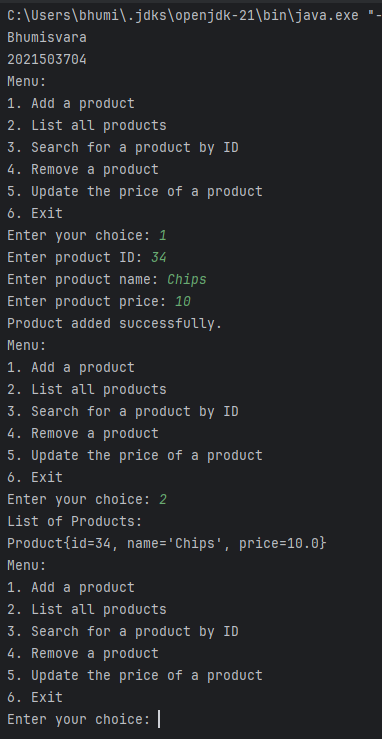 C:\Users\bhumi\.jdks\openjdk-21\bin\java.exe "-
Bhumisvara
2021503704
Menu:
1. Add a product
2. List all products
3. Search for a product by ID
4. Remove a product
5. Update the price of a product
6. Exit
Enter your choice: 1
Enter product ID: 34
Enter product name: Chips
Enter product price: 10
Product added successfully.
Menu:
1. Add a product
2. List all products
3. Search for a product by ID
4. Remove a product
5. Update the price of a product
6. Exit
Enter your choice: 2
List of Products:
Product{id=34, name='Chips', price=10.0}
Menu:
1. Add a product
2. List all products
3. Search for a product by ID
4. Remove a product
5. Update the price of a product
6. Exit
Enter your choice: